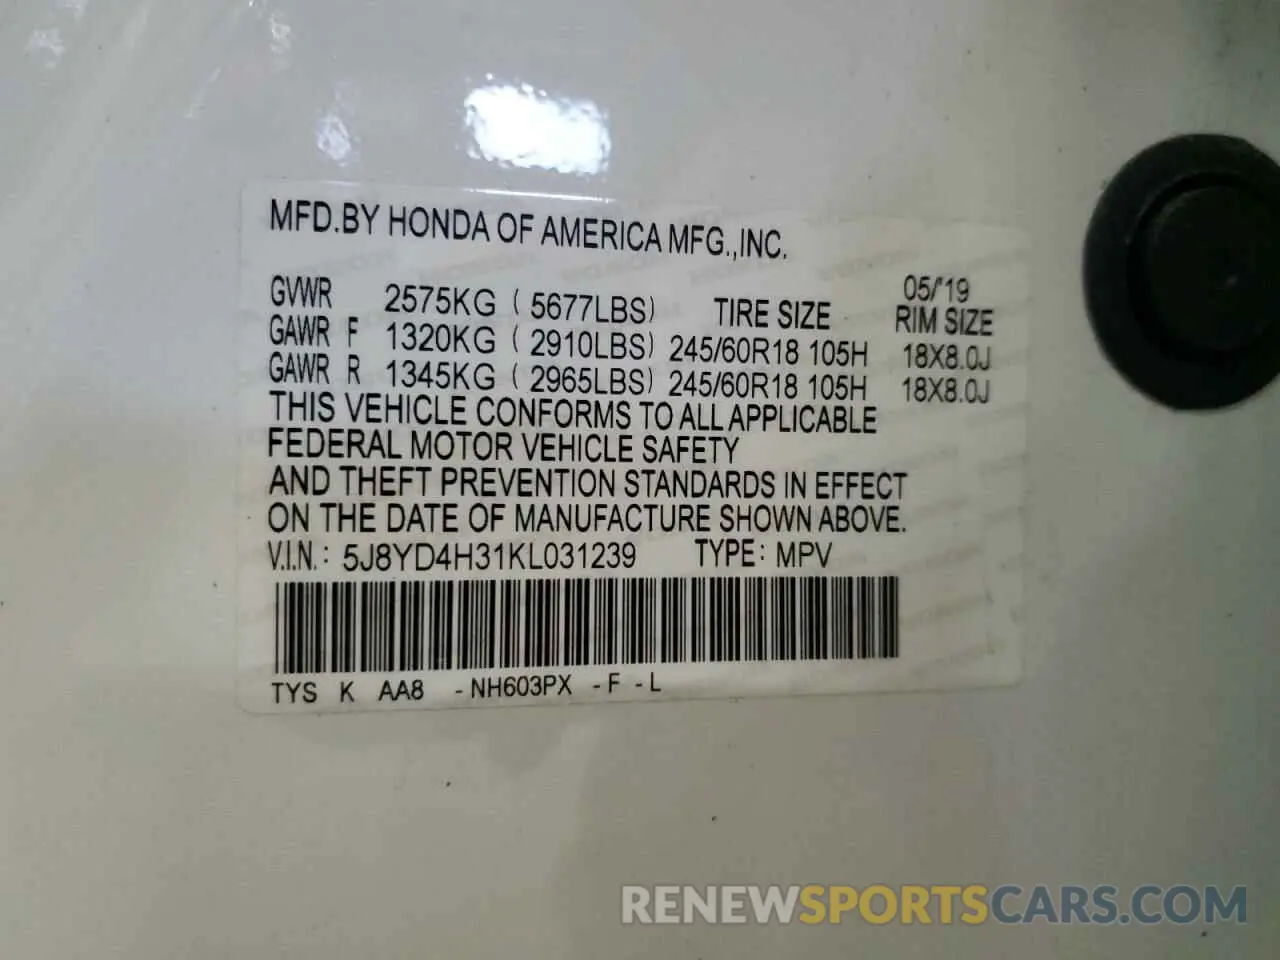 MFD.BY HONDA OF AMERICA MFG.,INC.
05/'19
GVWR 2575KG ( 5677LBS) TIRE SIZE RIM SIZE
GAWR F 1320KG ( 2910LBS) 245/60R18 105H 18X8.0J
GAWR R 1345KG ( 2965LBS) 245/60R18 105H 18X8.0J
THIS VEHICLE CONFORMS TO ALL APPLICABLE
FEDERAL MOTOR VEHICLE SAFETY
AND THEFT PREVENTION STANDARDS IN EFFECT
ON THE DATE OF MANUFACTURE SHOWN ABOVE.
V.I.N.: 5J8YD4H31KL031239 TYPE: MPV
TYS K AA8 -NH603PX -F -L
RENEWSPORTSCARS.COM